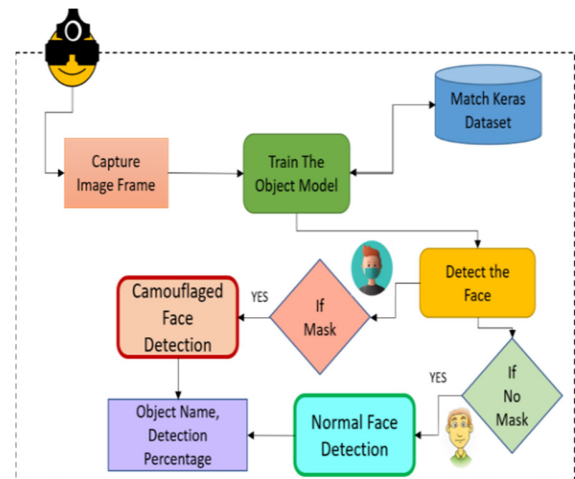 Match Keras
Dataset
Capture
Image Frame
Train The
Object Model
Detect the
Face
If
Mask
YES
Camouflaged
Face
Detection
If
No
Mask
YES
Normal Face
Detection
Object Name,
Detection
Percentage